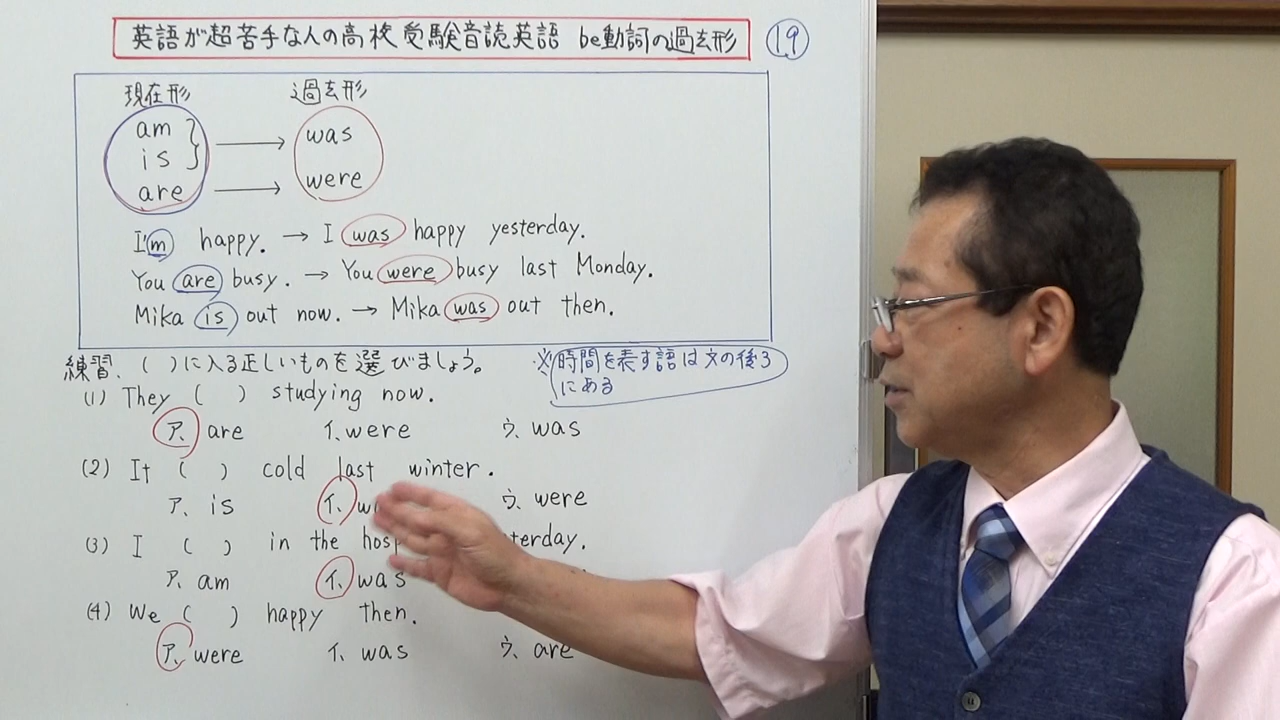 英語が超苦手な人の高校受験音読英語 be動詞の過去形 19
現在形 過去形
am
is → was
are → were
I'm happy. → I was happy yesterday.
You are busy. → You were busy last Monday.
Mika is out now. → Mika was out then.
練習、( )に入る正しいものを選びましょう。
※時間を表す語は文の後ろ
にある
(1) They ( ) studying now.
ア、are イ、were ウ、was
(2) It ( ) cold last winter.
ア、is イ、 ウ、were
(3) I ( ) in the
ア、am イ、was
(4) We ( ) happy then.
ア、were イ、was ウ、are